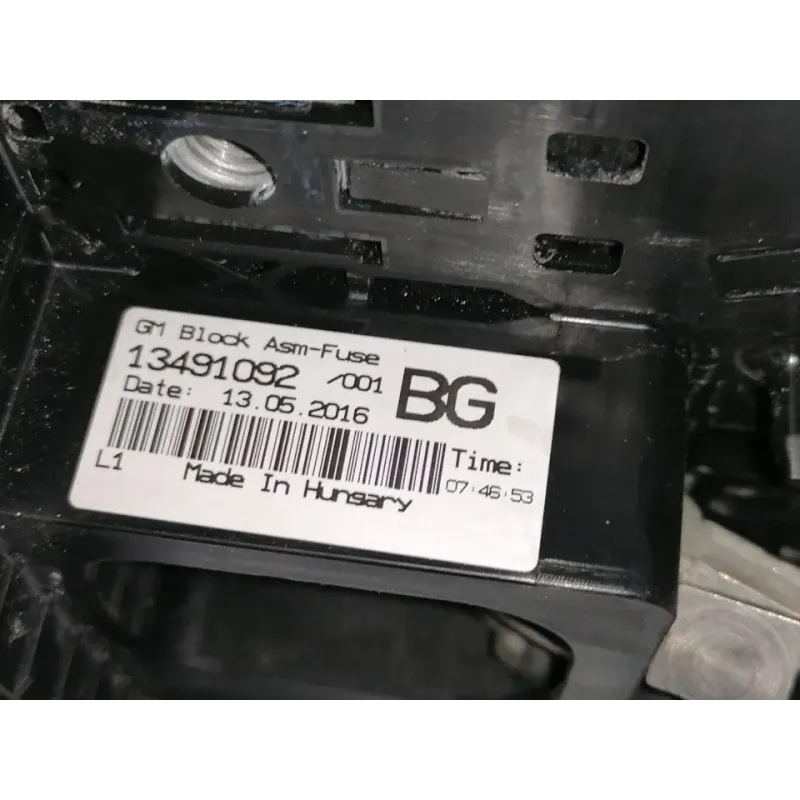 GM Block Asm-Fuse
13491092 /001 BG
Date: 13.05.2016
Time:
L1 Made In Hungary 07:46:53